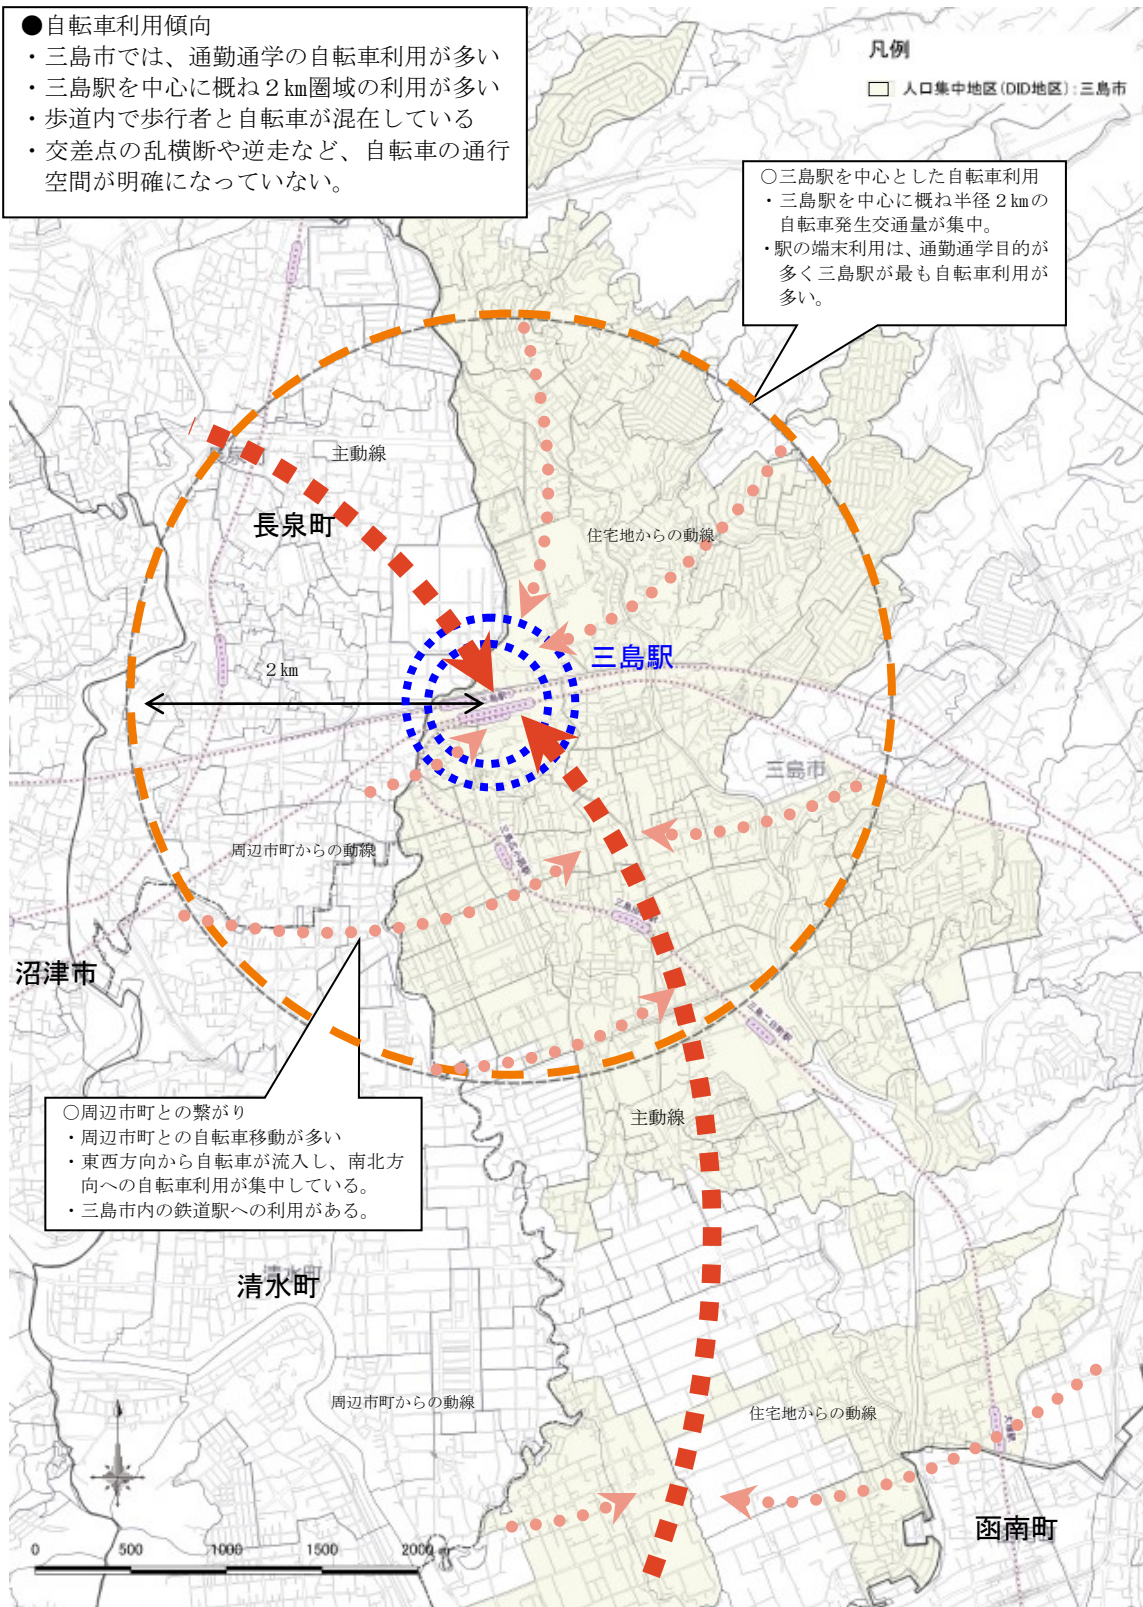 ●自転車利用傾向
・三島市では、通勤通学の自転車利用が多い
・三島駅を中心に概ね２㎞圏域の利用が多い
・歩道内で歩行者と自転車が混在している
・交差点の乱横断や逆走など、自転車の通行
空間が明確になっていない。
凡例
人口集中地区(DID地区):三島市
○三島駅を中心とした自転車利用
・三島駅を中心に概ね半径２㎞の
自転車発生交通量が集中。
・駅の端末利用は、通勤通学目的が
多く三島駅が最も自転車利用が
多い。
主動線
長泉町
住宅地からの動線
三島駅
２㎞
三島市
周辺市町からの動線
沼津市
三島二日町駅
○周辺市町との繋がり
・周辺市町との自転車移動が多い
・東西方向から自転車が流入し、南北方
向への自転車利用が集中している。
・三島市内の鉄道駅への利用がある。
主動線
清水町
清水町
周辺市町からの動線
住宅地からの動線
函南町
0 500 1000 1500 2000